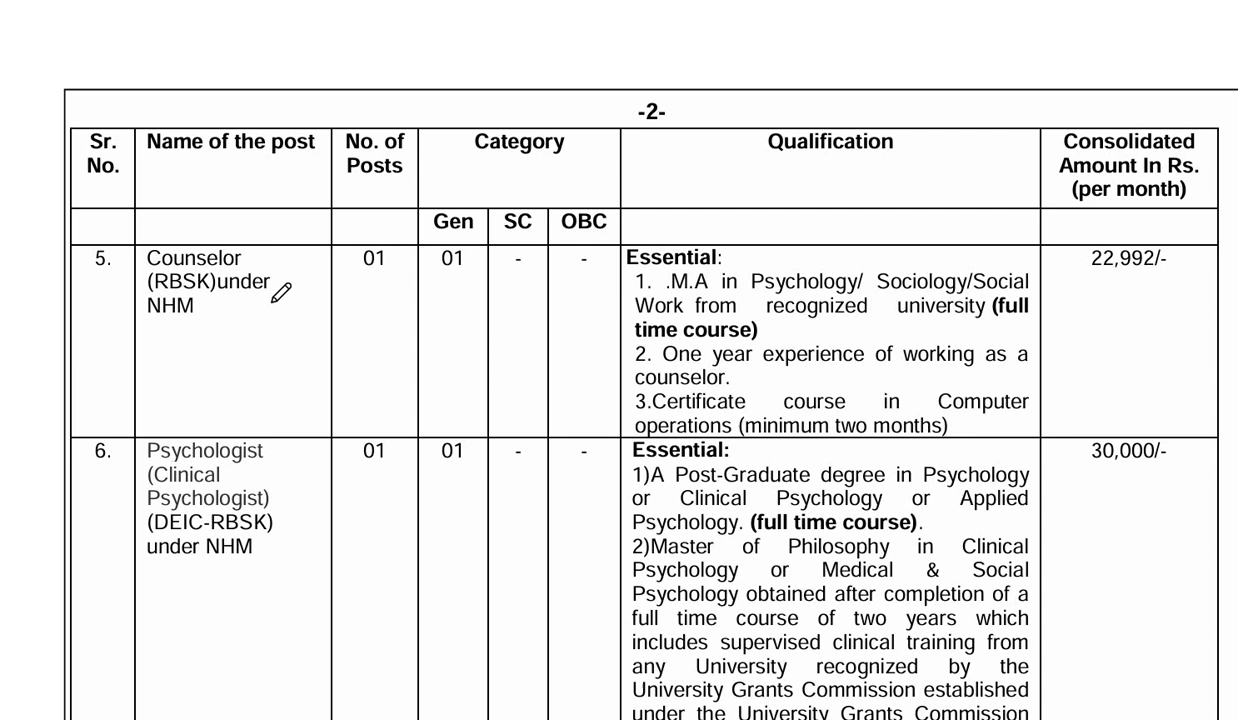 -2-
Sr. No. Name of the post No. of Posts Category Qualification Consolidated Amount In Rs. (per month)
Gen SC OBC
5. Counselor (RBSK)under NHM 01 01 - - Essential: 22,992/-
1. .M.A in Psychology/ Sociology/Social
Work from recognized university (full
time course)
2. One year experience of working as a
counselor.
3.Certificate course in Computer
operations (minimum two months)
6. Psychologist (Clinical Psychologist) (DEIC-RBSK) under NHM 01 01 - - Essential: 30,000/-
1)A Post-Graduate degree in Psychology
or Clinical Psychology or Applied
Psychology. (full time course).
2)Master of Philosophy in Clinical
Psychology or Medical & Social
Psychology obtained after completion of a
full time course of two years which
includes supervised clinical training from
any University recognized by the
University Grants Commission established
under the University Grants Commission